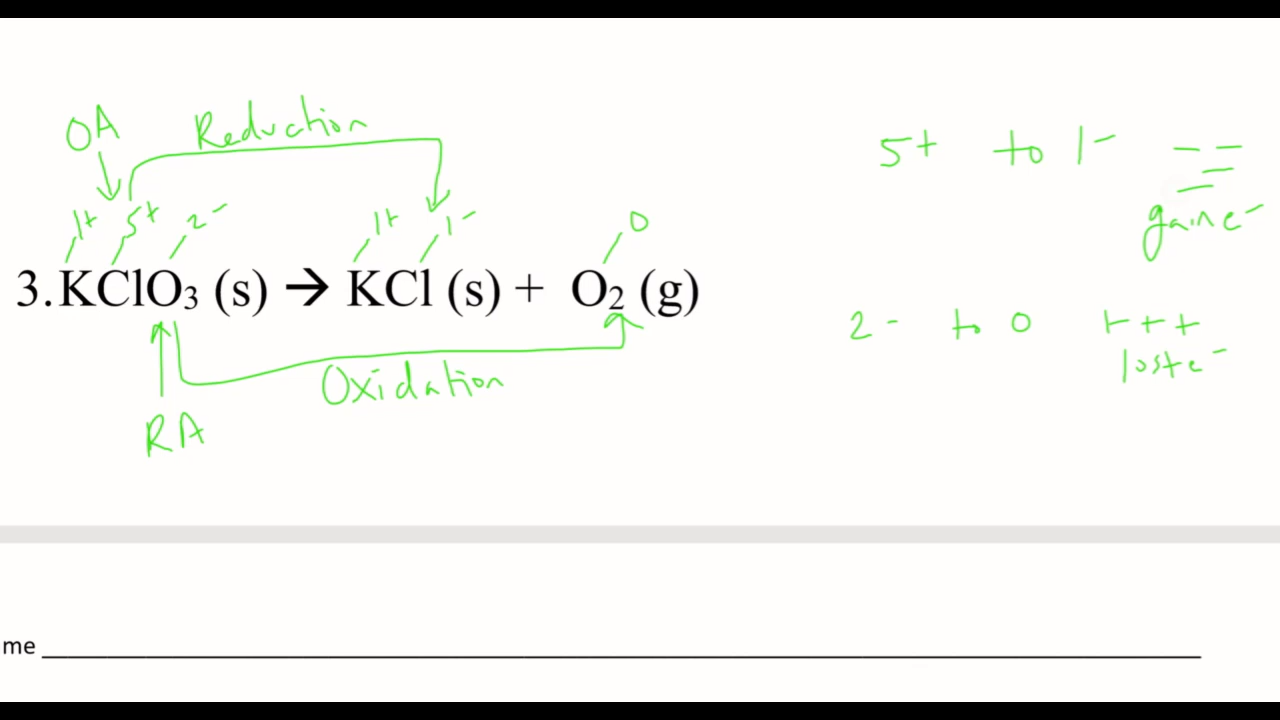 OA Reduction
5+ to 1- - - - -
gain e-
1+ 5+ 2- 1+ 1- 0
3. KClO3 (s) → KCl (s) + O2 (g)
2- to 0 + + +
lost e-
Oxidation
RA
me ____________________